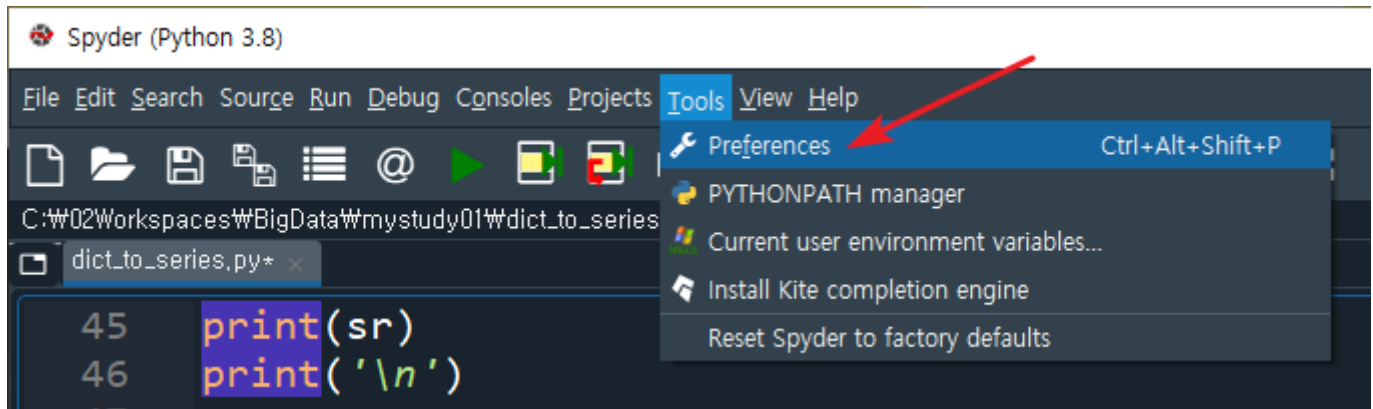 Spyder (Python 3.8)
File Edit Search Source Run Debug Consoles Projects Tools View Help
Preferences Ctrl+Alt+Shift+P
@
PYTHONPATH manager
C:₩02Workspaces₩BigData₩mystudy01₩dict_to_series
Current user environment variables...
dict_to_series.py*
Install Kite completion engine
45 print(sr)
Reset Spyder to factory defaults
46 print('\n')